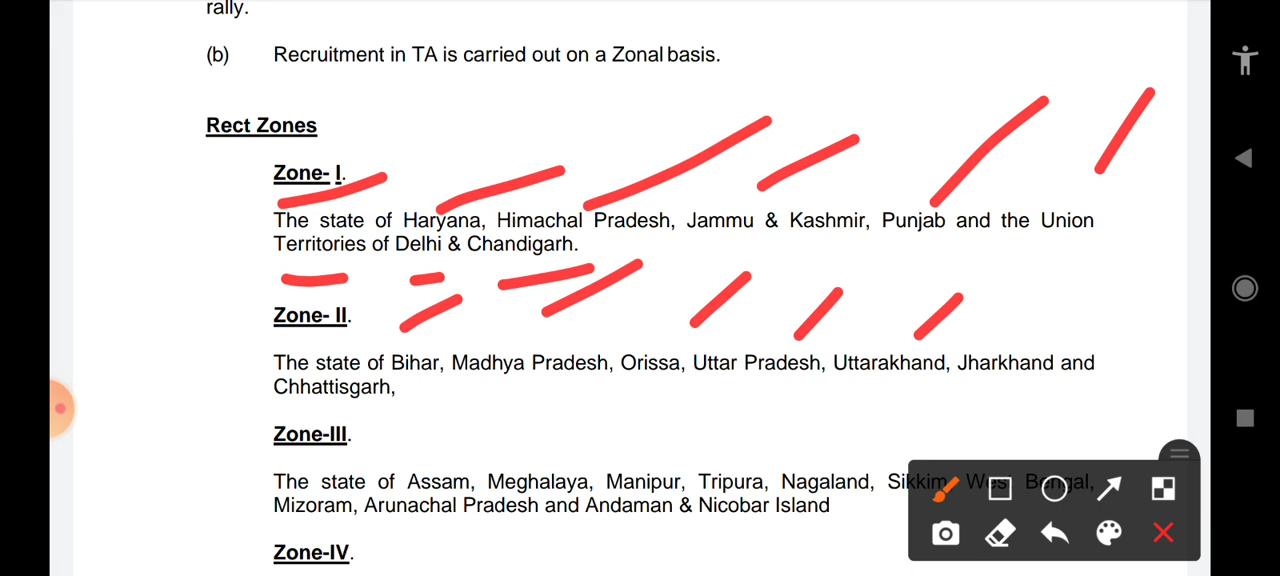 rally.
(b) Recruitment in TA is carried out on a Zonal basis.
Rect Zones
Zone- I.
The state of Haryana, Himachal Pradesh, Jammu & Kashmir, Punjab and the Union
Territories of Delhi & Chandigarh.
Zone- II.
The state of Bihar, Madhya Pradesh, Orissa, Uttar Pradesh, Uttarakhand, Jharkhand and
Chhattisgarh,
Zone-III.
The state of Assam, Meghalaya, Manipur, Tripura, Nagaland, Sikkim, West Bengal,
Mizoram, Arunachal Pradesh and Andaman & Nicobar Island
Zone-IV.